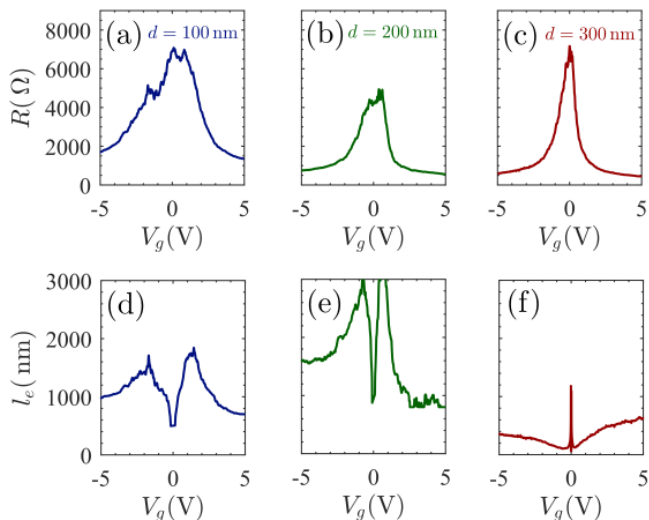 (a) d = 100 nm
(b) d = 200 nm
(c) d = 300 nm
R(Ω)
8000
6000
4000
2000
0
-5 0 5
-5 0 5
-5 0 5
V_g(V)
V_g(V)
V_g(V)
(d)
(e)
(f)
l_e(nm)
3000
2000
1000
0
-5 0 5
-5 0 5
-5 0 5
V_g(V)
V_g(V)
V_g(V)